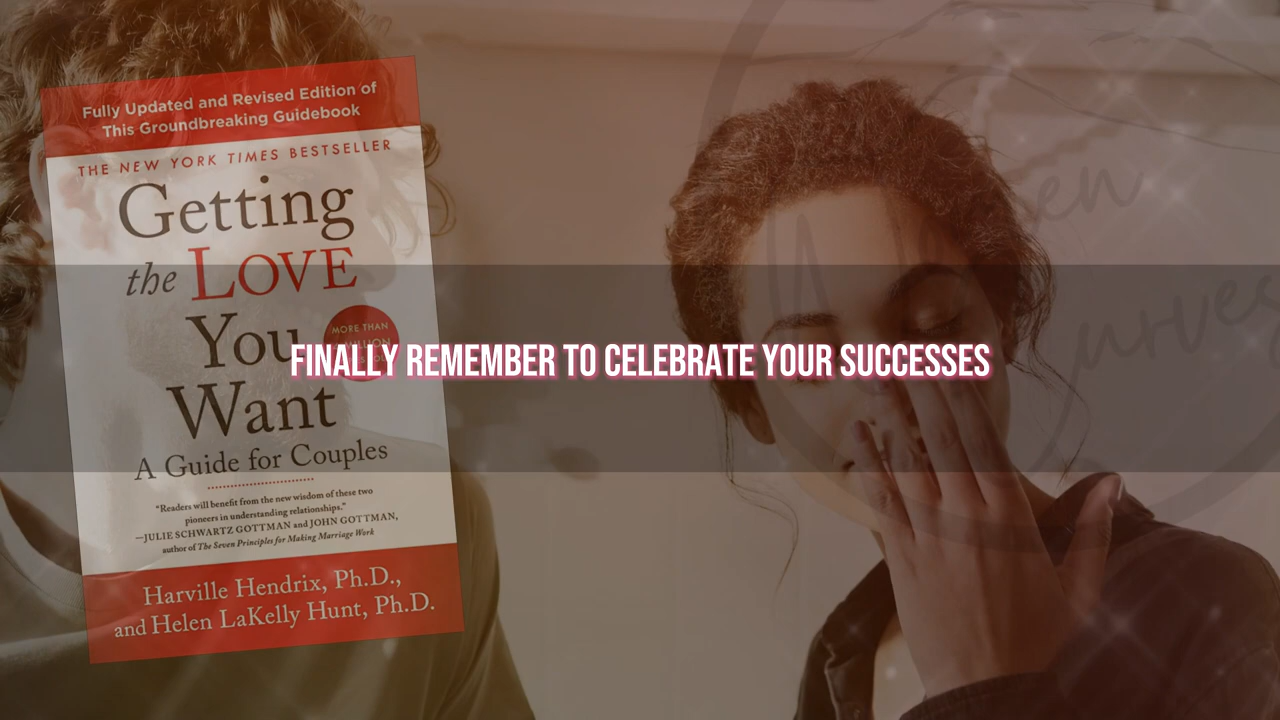 Fully Updated and Revised Edition of
This Groundbreaking Guidebook
THE NEW YORK TIMES BESTSELLER
Getting
the LOVE
You
MORE THAN
Want
A Guide for Couples
"Readers will benefit from the new wisdom of these two
pioneers in understanding relationships."
—JULIE SCHWARTZ GOTTMAN and JOHN GOTTMAN,
author of The Seven Principles for Making Marriage Work
Harville Hendrix, Ph.D.,
and Helen LaKelly Hunt, Ph.D.
FINALLY REMEMBER TO CELEBRATE YOUR SUCCESSES